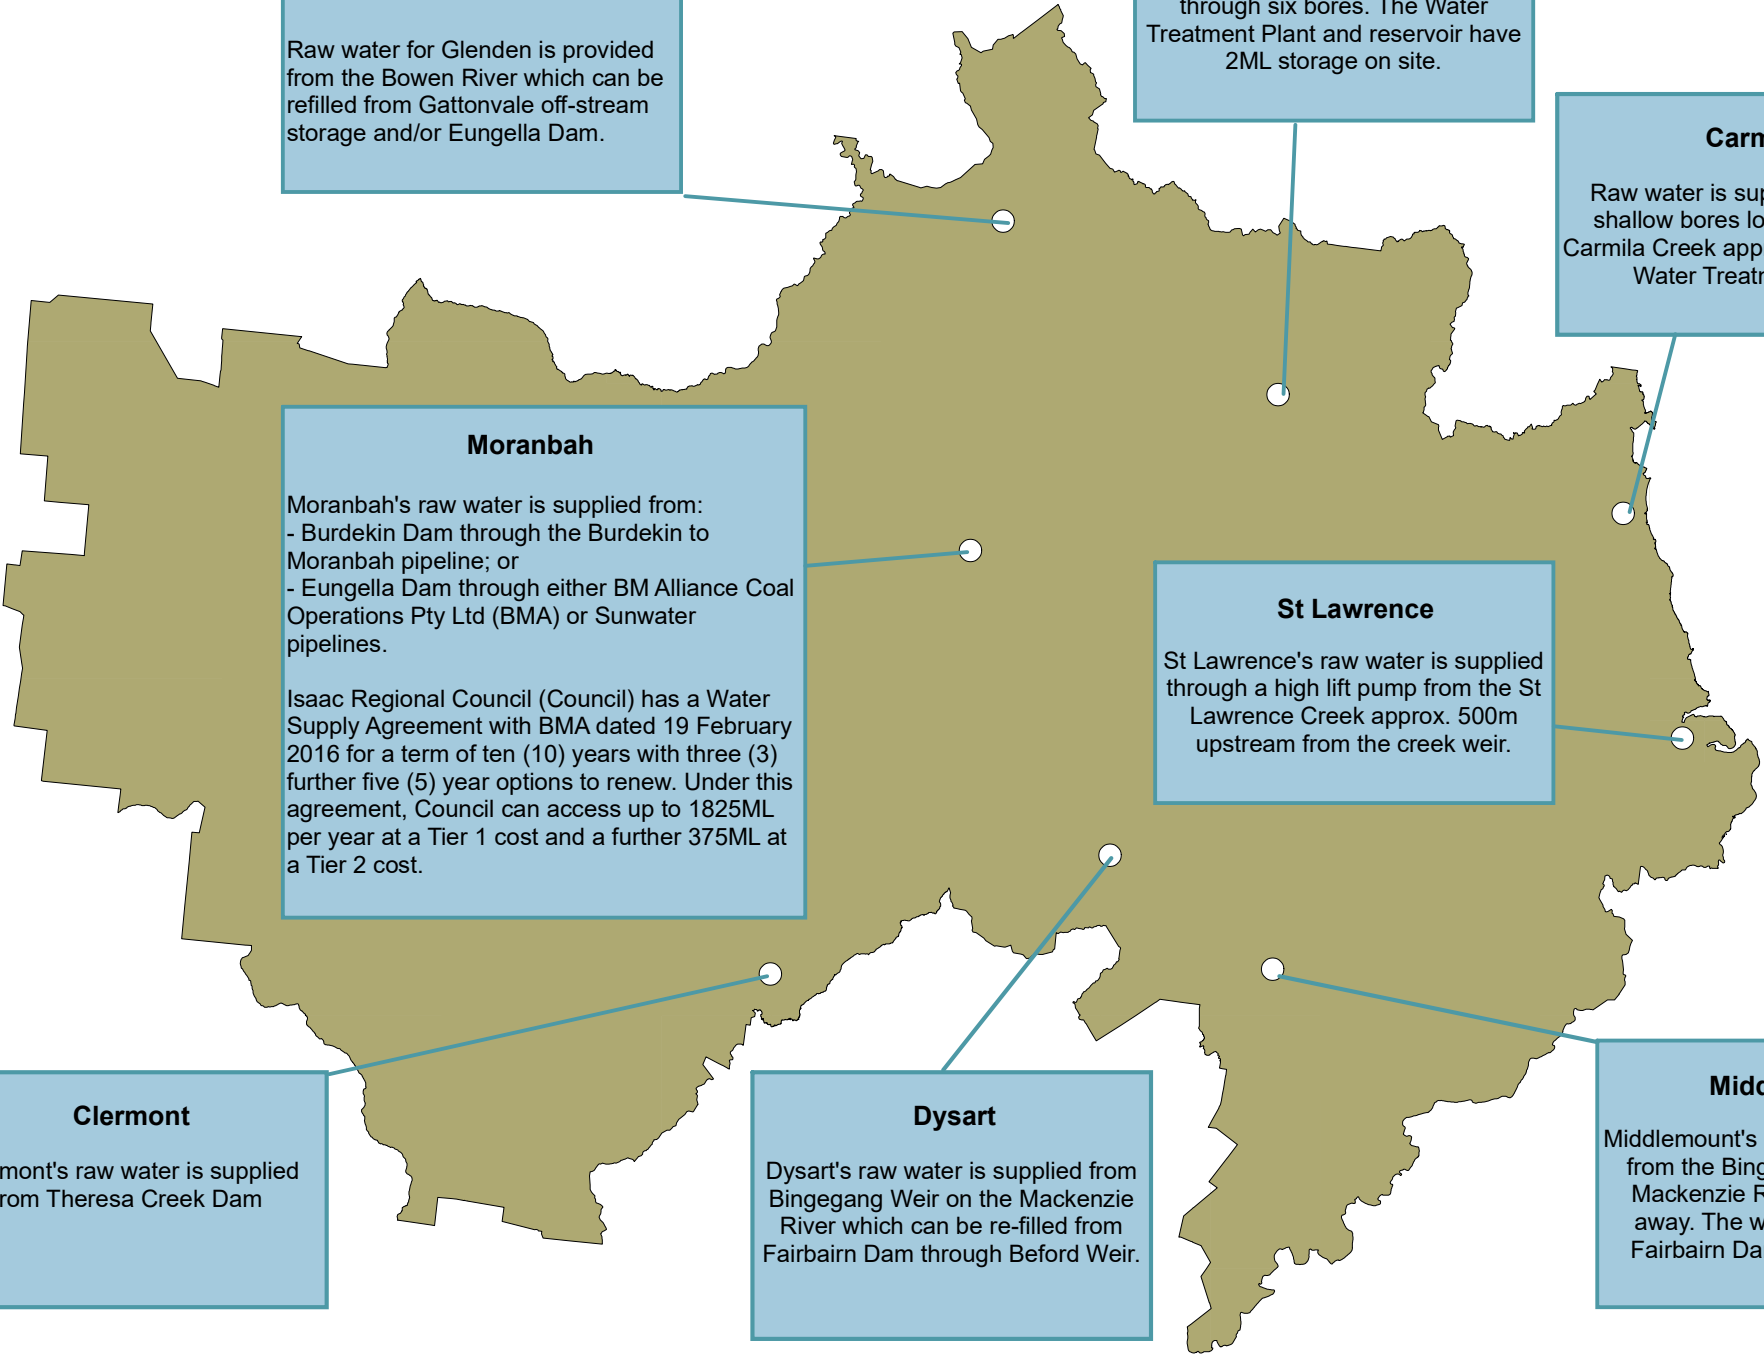 Raw water for Glenden is provided
from the Bowen River which can be
refilled from Gattonvale off-stream
storage and/or Eungella Dam.
through six bores. The Water
Treatment Plant and reservoir have
2ML storage on site.
Raw water is
shallow bores
Carmila Creek
Water
Moranbah
Moranbah's raw water is supplied from:
- Burdekin Dam through the Burdekin to
Moranbah pipeline; or
- Eungella Dam through either BM Alliance Coal
Operations Pty Ltd (BMA) or Sunwater
pipelines.
Isaac Regional Council (Council) has a Water
Supply Agreement with BMA dated 19 February
2016 for a term of ten (10) years with three (3)
further five (5) year options to renew. Under this
agreement, Council can access up to 1825ML
per year at a Tier 1 cost and a further 375ML at
a Tier 2 cost.
St Lawrence
St Lawrence's raw water is supplied
through a high lift pump from the St
Lawrence Creek approx. 500m
upstream from the creek weir.
Clermont
mont's raw water is supplied
rom Theresa Creek Dam
Dysart
Dysart's raw water is supplied from
Bingegang Weir on the Mackenzie
River which can be re-filled from
Fairbairn Dam through Beford Weir.
Middlemount's
from the
Mackenzie
away. The
Fairbairn